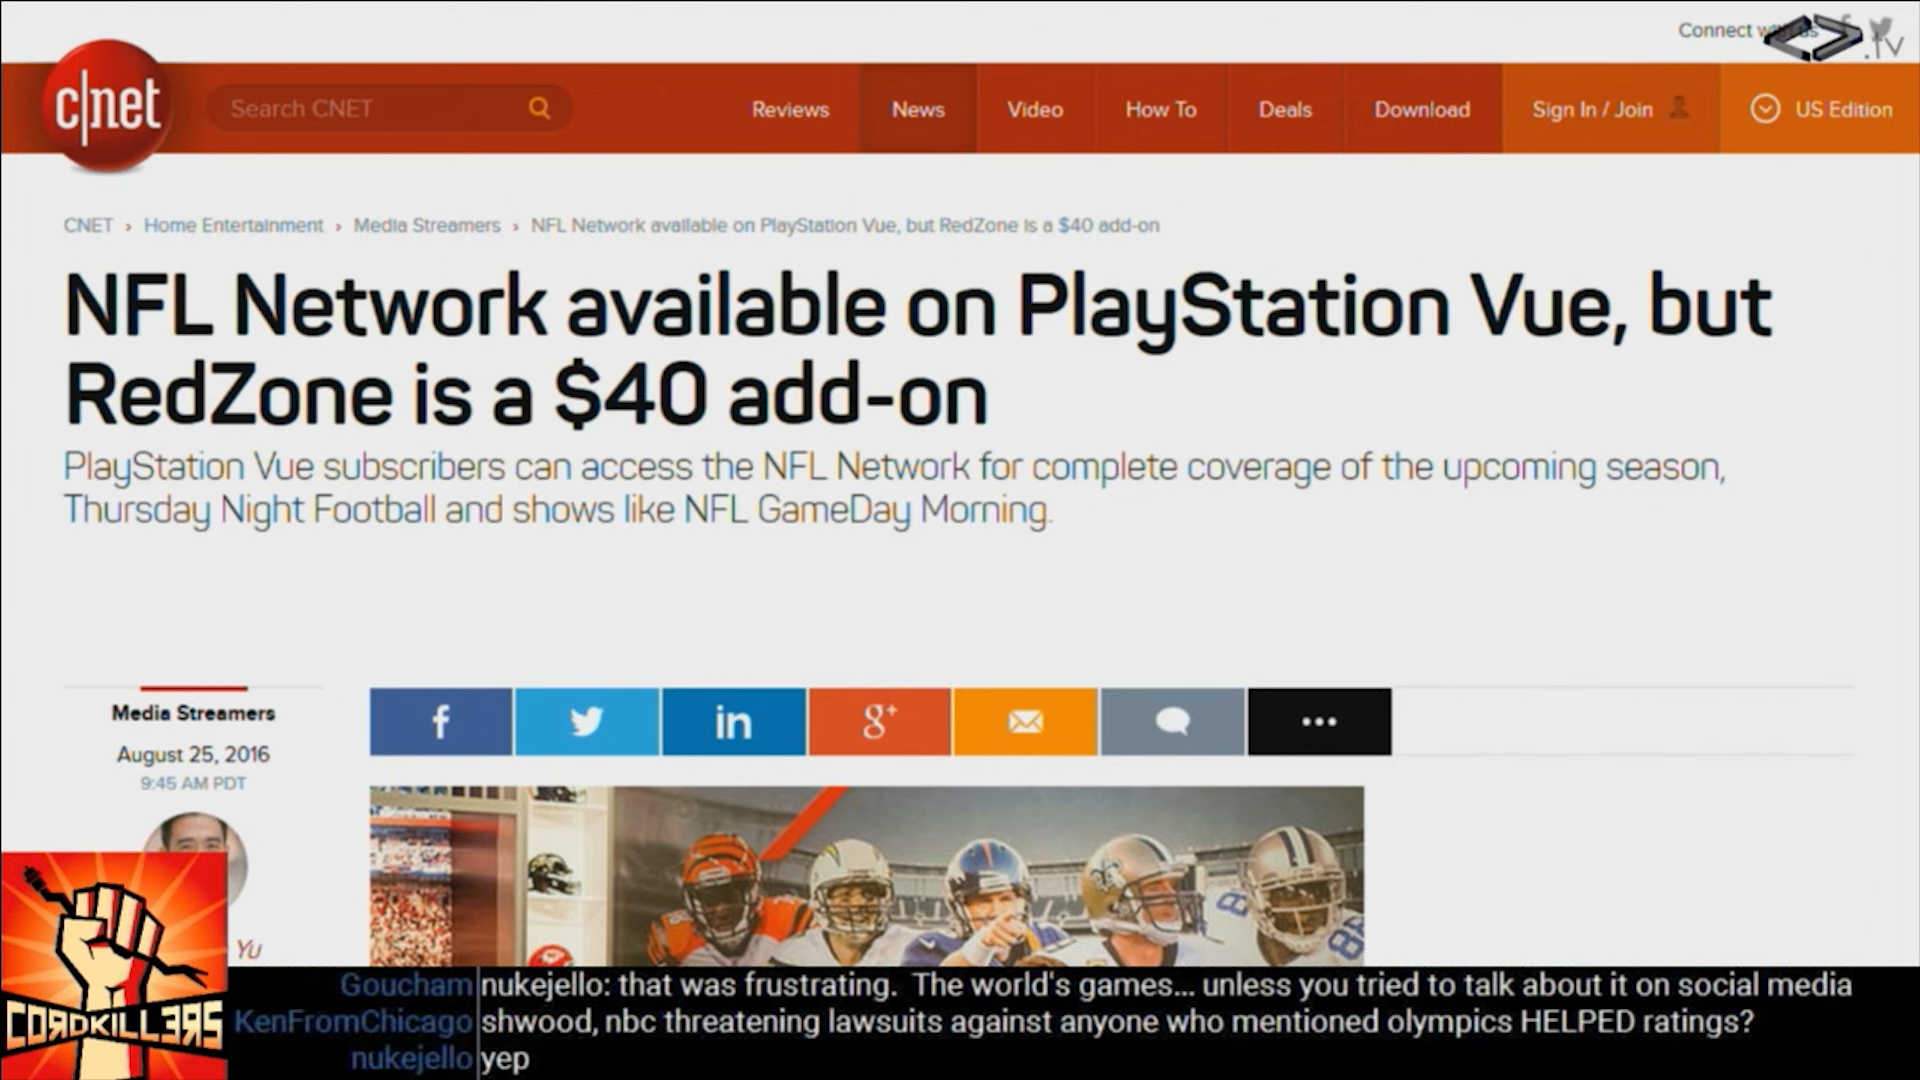 Connect with us
.tv
c|net
Search CNET
Reviews
News
Video
How To
Deals
Download
Sign In / Join
US Edition
CNET › Home Entertainment › Media Streamers › NFL Network available on PlayStation Vue, but RedZone is a $40 add-on
NFL Network available on PlayStation Vue, but
RedZone is a $40 add-on
PlayStation Vue subscribers can access the NFL Network for complete coverage of the upcoming season,
Thursday Night Football and shows like NFL GameDay Morning.
Media Streamers
August 25, 2016
9:45 AM PDT
f
in
g+
Yu
CORDKILLERS
Goucham nukejello: that was frustrating. The world's games... unless you tried to talk about it on social media
KenFromChicago shwood, nbc threatening lawsuits against anyone who mentioned olympics HELPED ratings?
nukejello yep